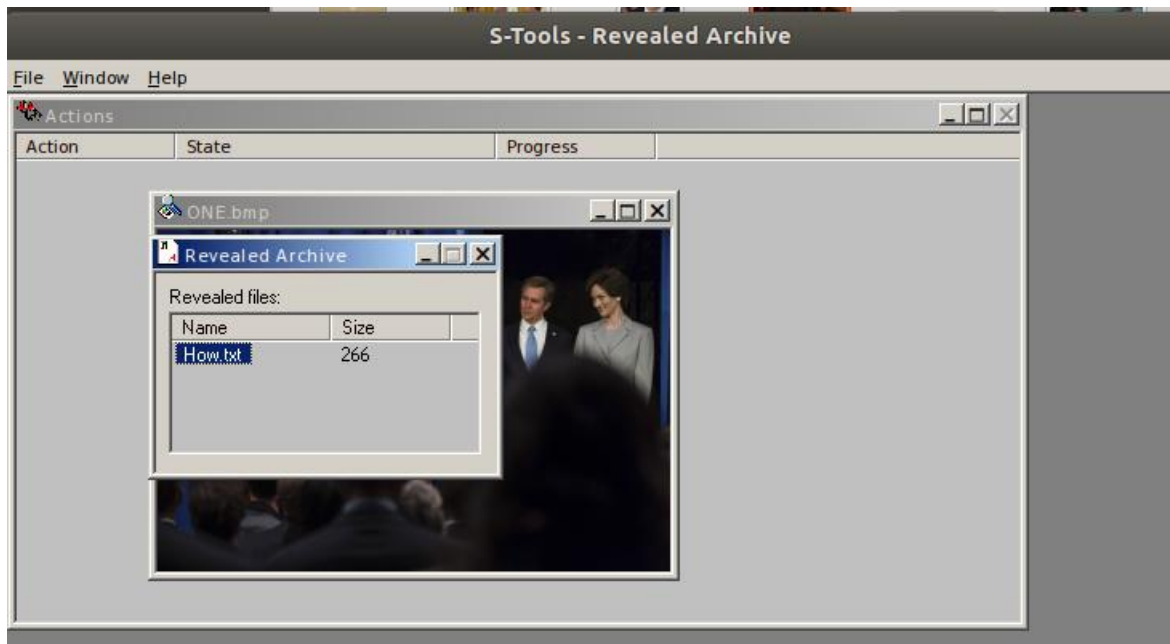 S-Tools - Revealed Archive
File Window Help
Actions
Action State Progress
ONE.bmp
Revealed Archive
Revealed files:
Name Size
How.txt 266